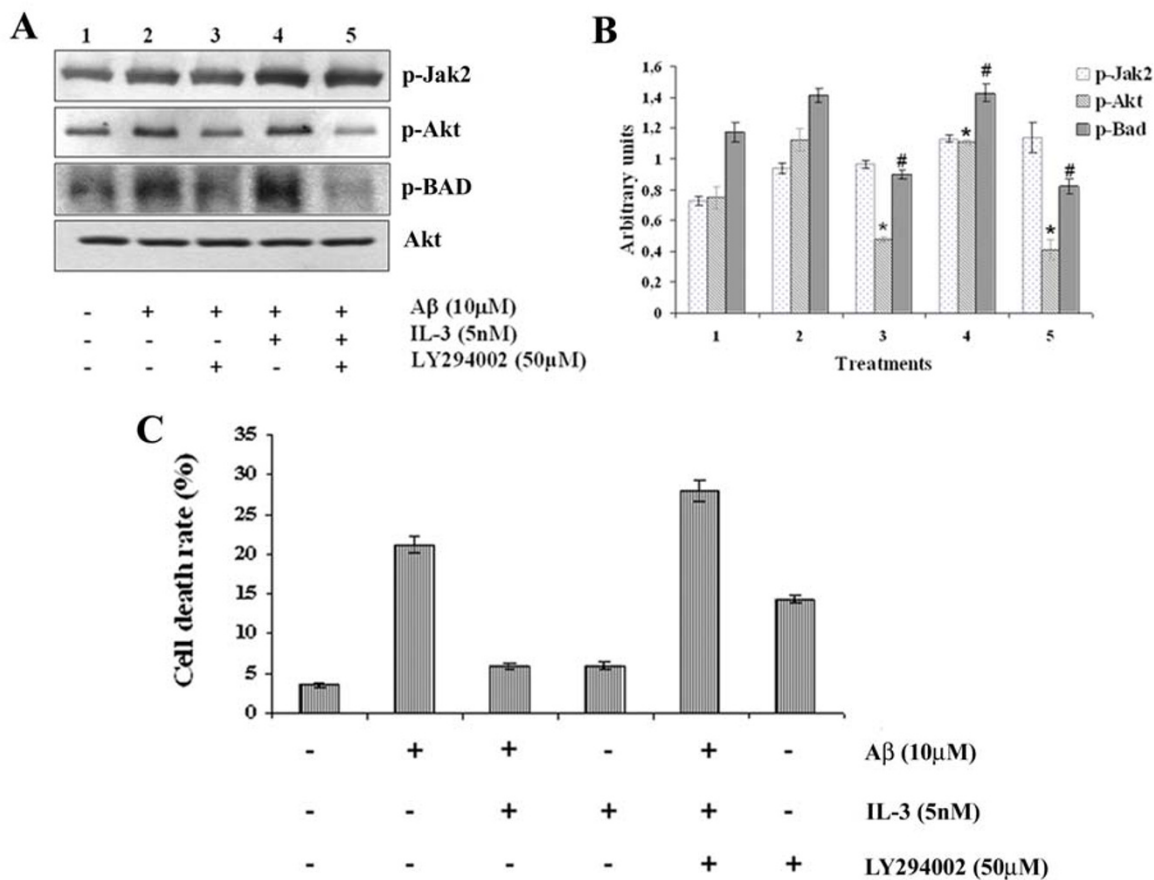 A
1 2 3 4 5
p-Jak2
p-Akt
p-BAD
Akt
- + + + + Aβ (10μM)
- - - + + IL-3 (5nM)
- - + - + LY294002 (50μM)
B
1,6
1,4
1,2
1
0,8
0,6
0,4
0,2
0
Arbitrary units
* # * # * #
1 2 3 4 5
Treatments
p-Jak2
p-Akt
p-Bad
C
35
30
25
20
15
10
5
0
Cell death rate (%)
- + + - + - Aβ (10μM)
- - + + + - IL-3 (5nM)
- - - - + + LY294002 (50μM)